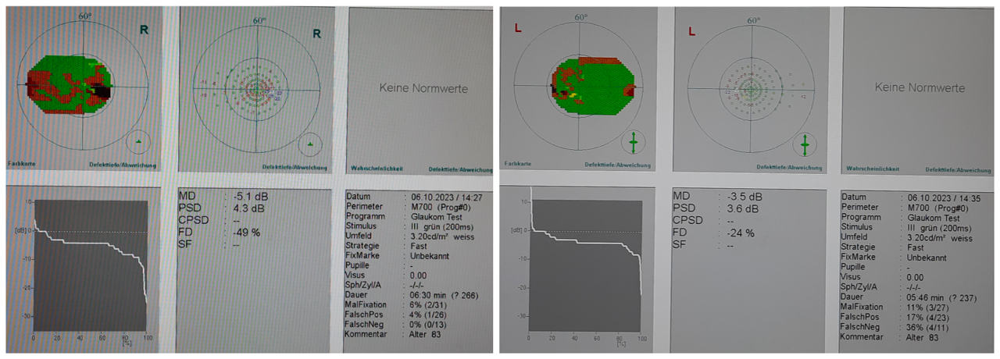 60°
R
60°
R
Keine Normwerte
Farbkarte
Defekttiefe/Abweichung
Defekttiefe/Abweichung
Wahrscheinlichkeit
Defekttiefe/Abweichung
MD : -5.1 dB
PSD : 4.3 dB
CPSD : --
FD : -49 %
SF : --
Datum : 06.10.2023 / 14:27
Perimeter : M700 (Prog#0)
Programm : Glaukom Test
Stimulus : III grün (200ms)
Umfeld : 3.20cd/m² weiss
Strategie : Fast
FixMarke : Unbekannt
Pupille : -
Visus : 0.00
Sph/Zyl/A : -/-/-
Dauer : 06:30 min (? 266)
MalFixation : 6% (2/31)
FalschPos : 4% (1/26)
FalschNeg : 0% (0/13)
Kommentar : Alter 83
10
[dB] 0
-10
-20
-30
0 20 40 60 80 100
[%]
L
60°
L
60°
Keine Normwerte
Farbkarte
Defekttiefe/Abweichung
Defekttiefe/Abweichung
Wahrscheinlichkeit
Defekttiefe/Abweichung
MD : -3.5 dB
PSD : 3.6 dB
CPSD : --
FD : -24 %
SF : --
Datum : 06.10.2023 / 14:35
Perimeter : M700 (Prog#0)
Programm : Glaukom Test
Stimulus : III grün (200ms)
Umfeld : 3.20cd/m² weiss
Strategie : Fast
FixMarke : Unbekannt
Pupille : -
Visus : 0.00
Sph/Zyl/A : -/-/-
Dauer : 05:46 min (? 237)
MalFixation : 11% (3/27)
FalschPos : 17% (4/23)
FalschNeg : 36% (4/11)
Kommentar : Alter 83
10
[dB] 0
-10
-20
-30
0 20 40 60 80 100
[%]